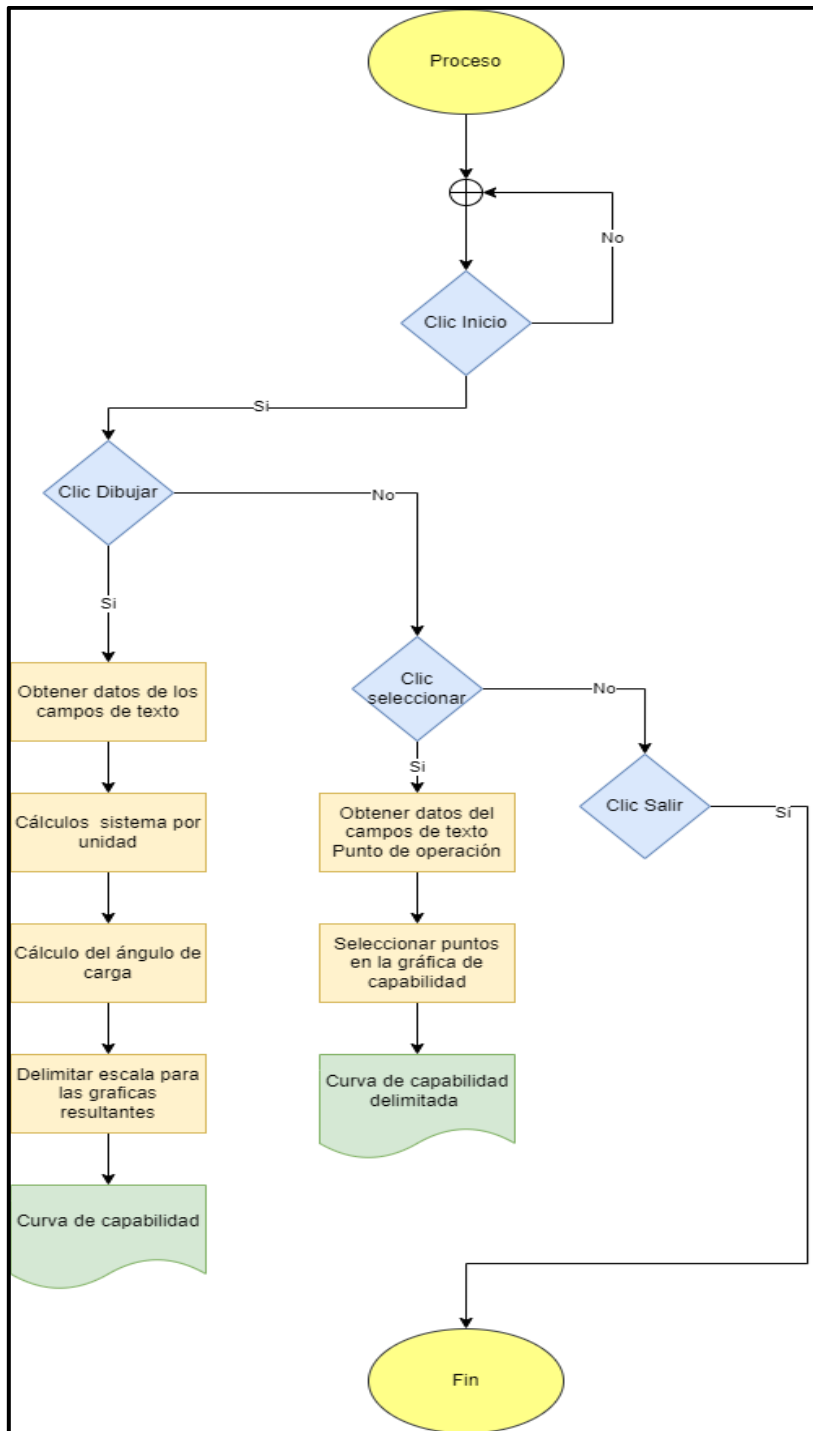 Proceso
No
Clic Inicio
Si
Clic Dibujar
No
Si
Clic
seleccionar
No
Obtener datos de los
campos de texto
Si
Clic Salir
Si
Obtener datos del
campos de texto
Punto de operación
Cálculos sistema por
unidad
Cálculo del ángulo de
carga
Seleccionar puntos
en la gráfica de
capabilidad
Delimitar escala para
las graficas
resultantes
Curva de capabilidad
delimitada
Curva de capabilidad
Fin